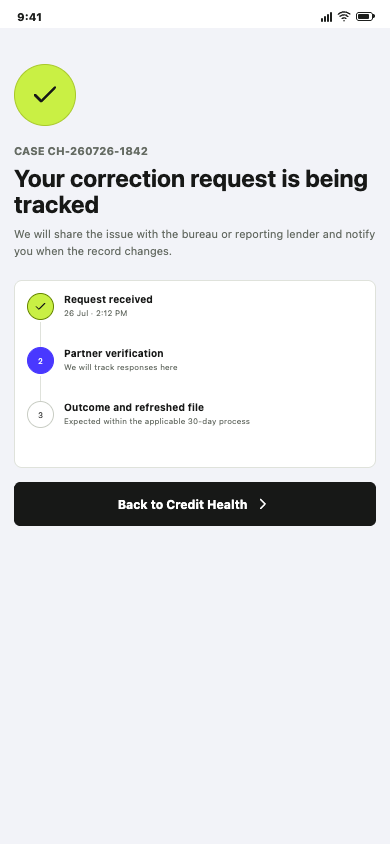 9:41
CASE CH-260726-1842
Your correction request is being
tracked
We will share the issue with the bureau or reporting lender and notify
you when the record changes.
Request received
26 Jul · 2:12 PM
2
Partner verification
We will track responses here
3
Outcome and refreshed file
Expected within the applicable 30-day process
Back to Credit Health